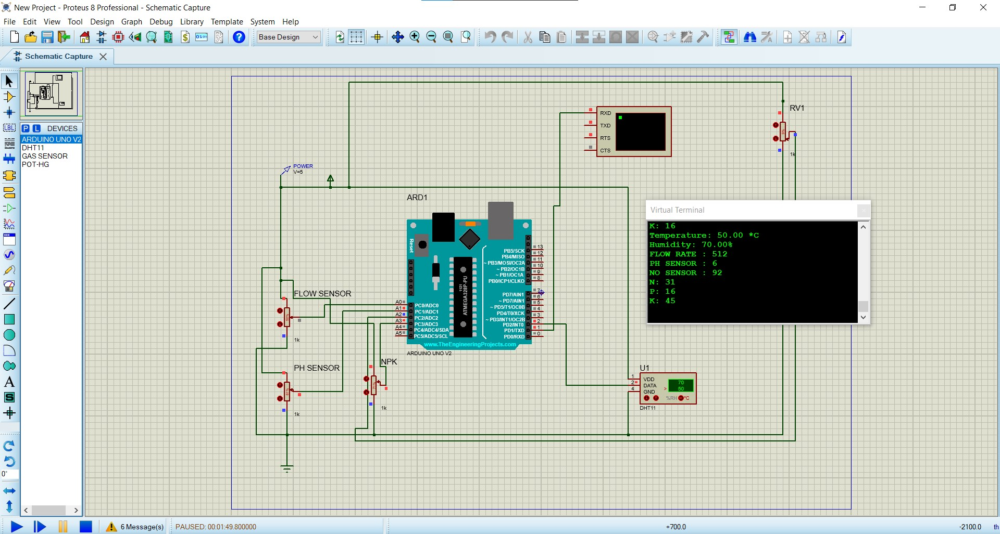 New Project - Proteus 8 Professional - Schematic Capture
File Edit View Tool Design Graph Debug Library Template System Help
Base Design
Schematic Capture
P L DEVICES
ARDUINO UNO V2
DHT11
GAS SENSOR
POT-HG
LBL
A
S
0°
POWER
V=5
RXD
TXD
RTS
CTS
RV1
1k
ARD1
Reset
ATMEGA328P-PU
1121
13
PB5/SCK
12
PB4/MISO
11
~ PB3/MOSI/OC2A
10
~ PB2/OC1B
9
~ PB1/OC1A
8
PB0/ICP1/CLKO
7
PD7/AIN1
6
~ PD7/AIN1
5
~ PD5/T1/OC0B
4
PD4/T0/XCK
3
~ PD3/INT1/OC2B
2
PD2/INT0
1
PD1/TXD
0
PD0/RXD
A0
PC0/ADC0
A1
PC1/ADC1
A2
PC2/ADC2
A3
PC3/ADC3
A4
PC4/ADC4/SDA
A5
PC5/ADC5/SCL
www.TheEngineeringProjects.com
ARDUINO UNO V2
FLOW SENSOR
1k
PH SENSOR
1k
NPK
1k
Virtual Terminal
K: 16
Temperature: 50.00 *C
Humidity: 70.00%
FLOW RATE : 512
PH SENSOR : 6
NO SENSOR : 92
N: 31
P: 16
K: 45
U1
1
VDD
2
DATA
4
GND
70
50
>
%RH
°C
DHT11
6 Message(s)
PAUSED: 00:01:49.800000
+700.0
-2100.0
th